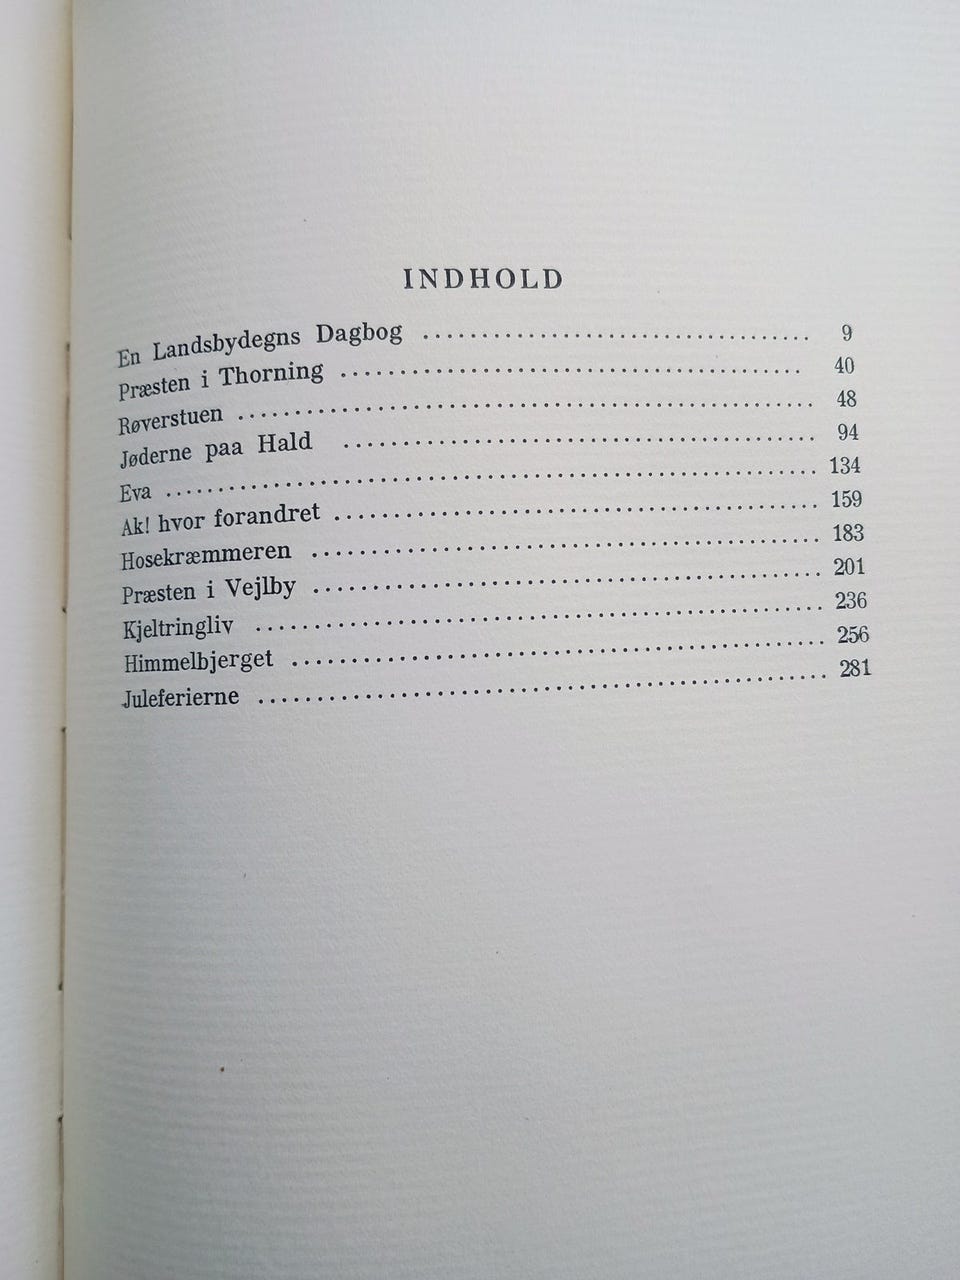 INDHOLD
En Landsbydegns Dagbog ........................................ 9
Præsten i Thorning ........................................ 40
Røverstuen ........................................ 48
Jøderne paa Hald ........................................ 94
Eva ........................................ 134
Ak! hvor forandret ........................................ 159
Hosekræmmeren ........................................ 183
Præsten i Vejlby ........................................ 201
Kjeltringliv ........................................ 236
Himmelbjerget ........................................ 256
Juleferierne ........................................ 281